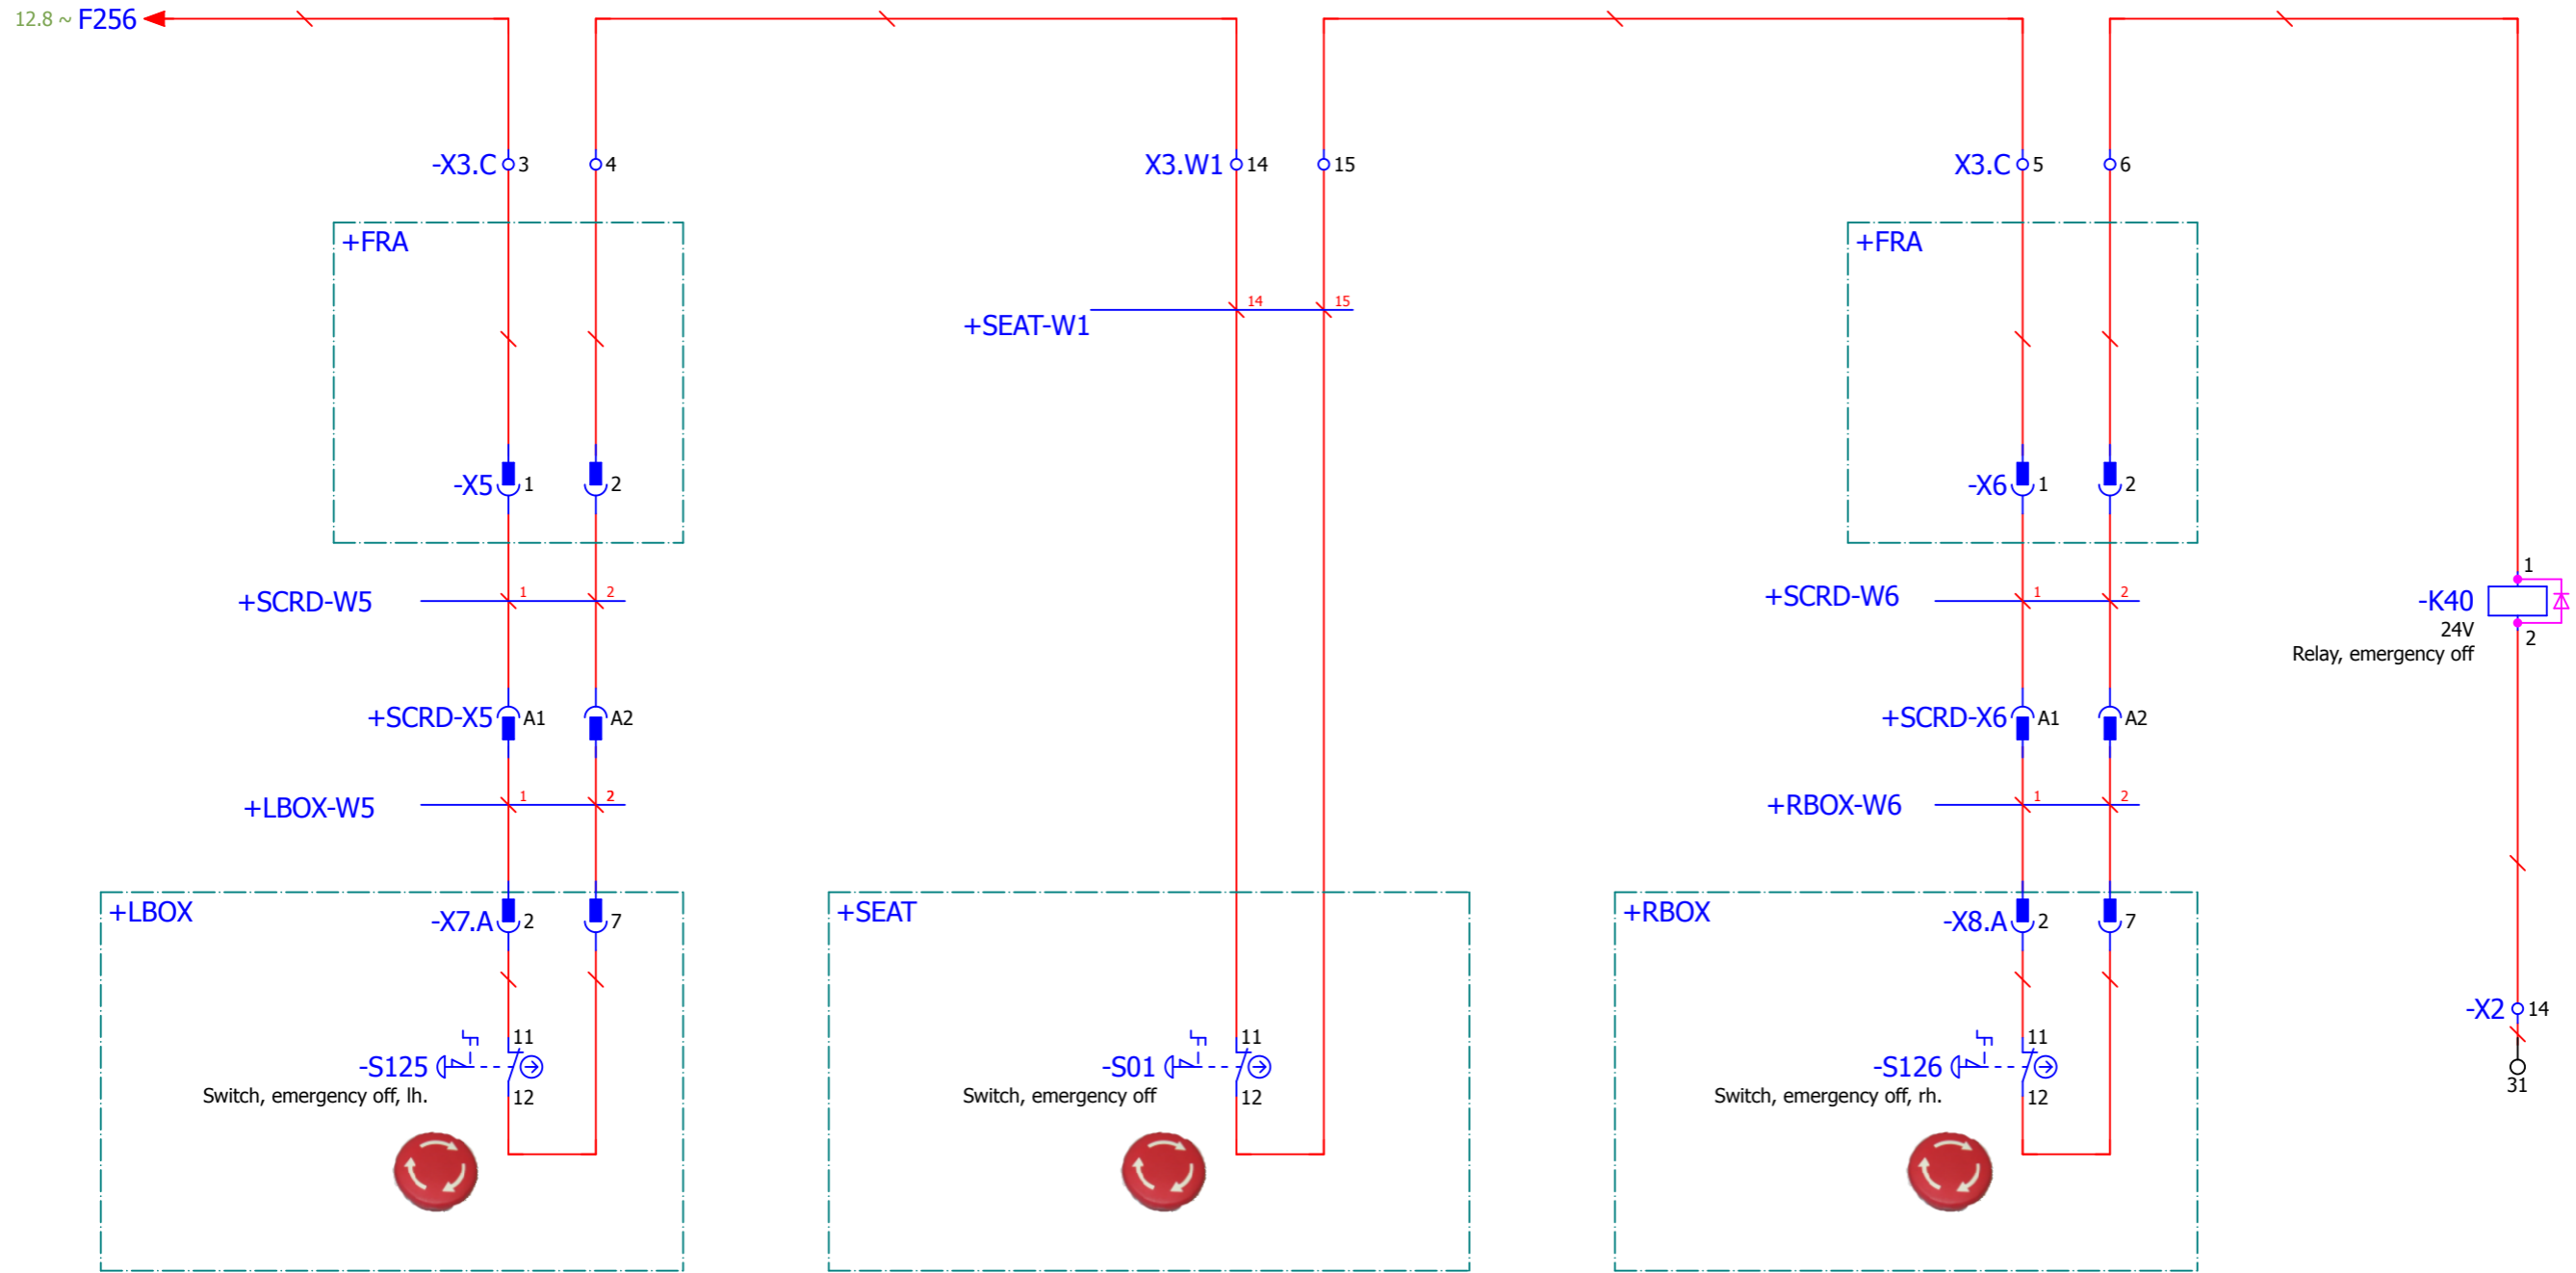 12.8 ~ F256
-X3.C 3 4
X3.W1 14 15
X3.C 5 6
+FRA
+FRA
14 15
+SEAT-W1
-X5 1 2
-X6 1 2
1
-K40
24V
2
Relay, emergency off
+SCRD-W5 1 2
+SCRD-W6 1 2
+SCRD-X5 A1 A2
+SCRD-X6 A1 A2
+LBOX-W5 1 2
+RBOX-W6 1 2
+LBOX
-X7.A 2 7
+SEAT
+RBOX
-X8.A 2 7
-X2 14
31
11
-S125
12
Switch, emergency off, lh.
11
-S01
12
Switch, emergency off
11
-S126
12
Switch, emergency off, rh.